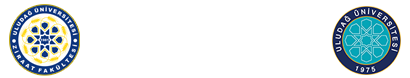 ULUDAĞ ÜNİVERSİTESİ
ZİRAAT FAKÜLTESİ
ULUDAĞ ÜNİVERSİTESİ
1975